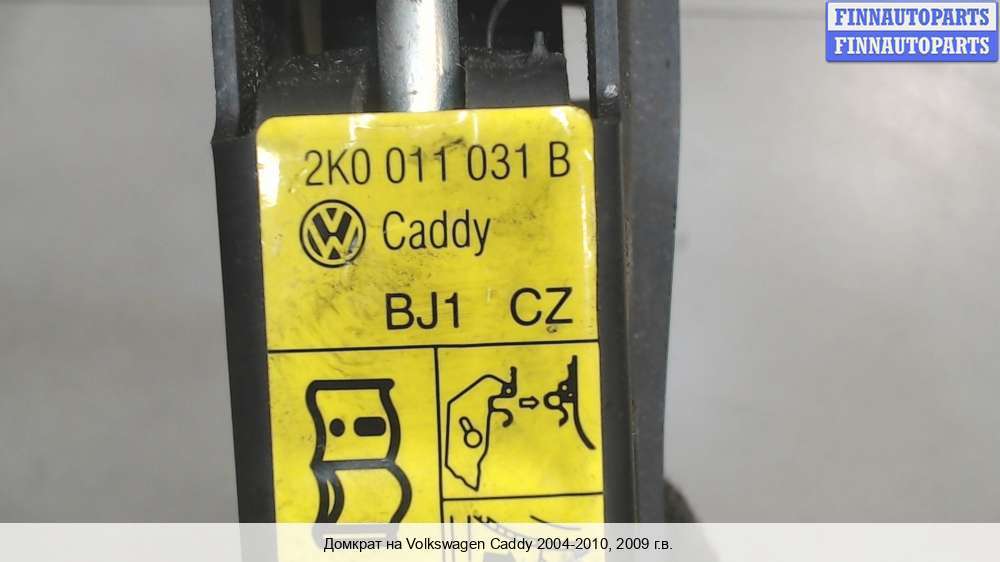 FINNAUTOPARTS
FINNAUTOPARTS
2K0 011 031 B
Caddy
BJ1 CZ
Домкрат на Volkswagen Caddy 2004-2010, 2009 г.в.